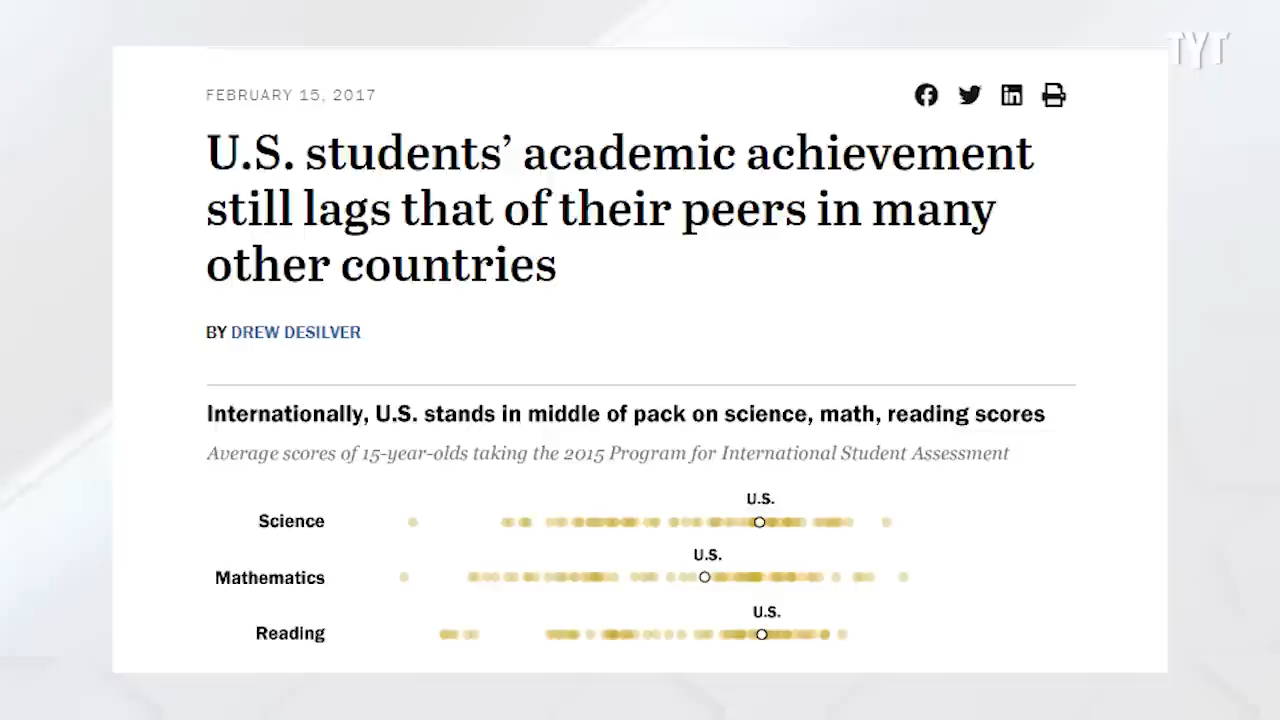 TYT
FEBRUARY 15, 2017
U.S. students’ academic achievement
still lags that of their peers in many
other countries
BY DREW DESILVER
Internationally, U.S. stands in middle of pack on science, math, reading scores
Average scores of 15-year-olds taking the 2015 Program for International Student Assessment
U.S.
Science
U.S.
Mathematics
U.S.
Reading